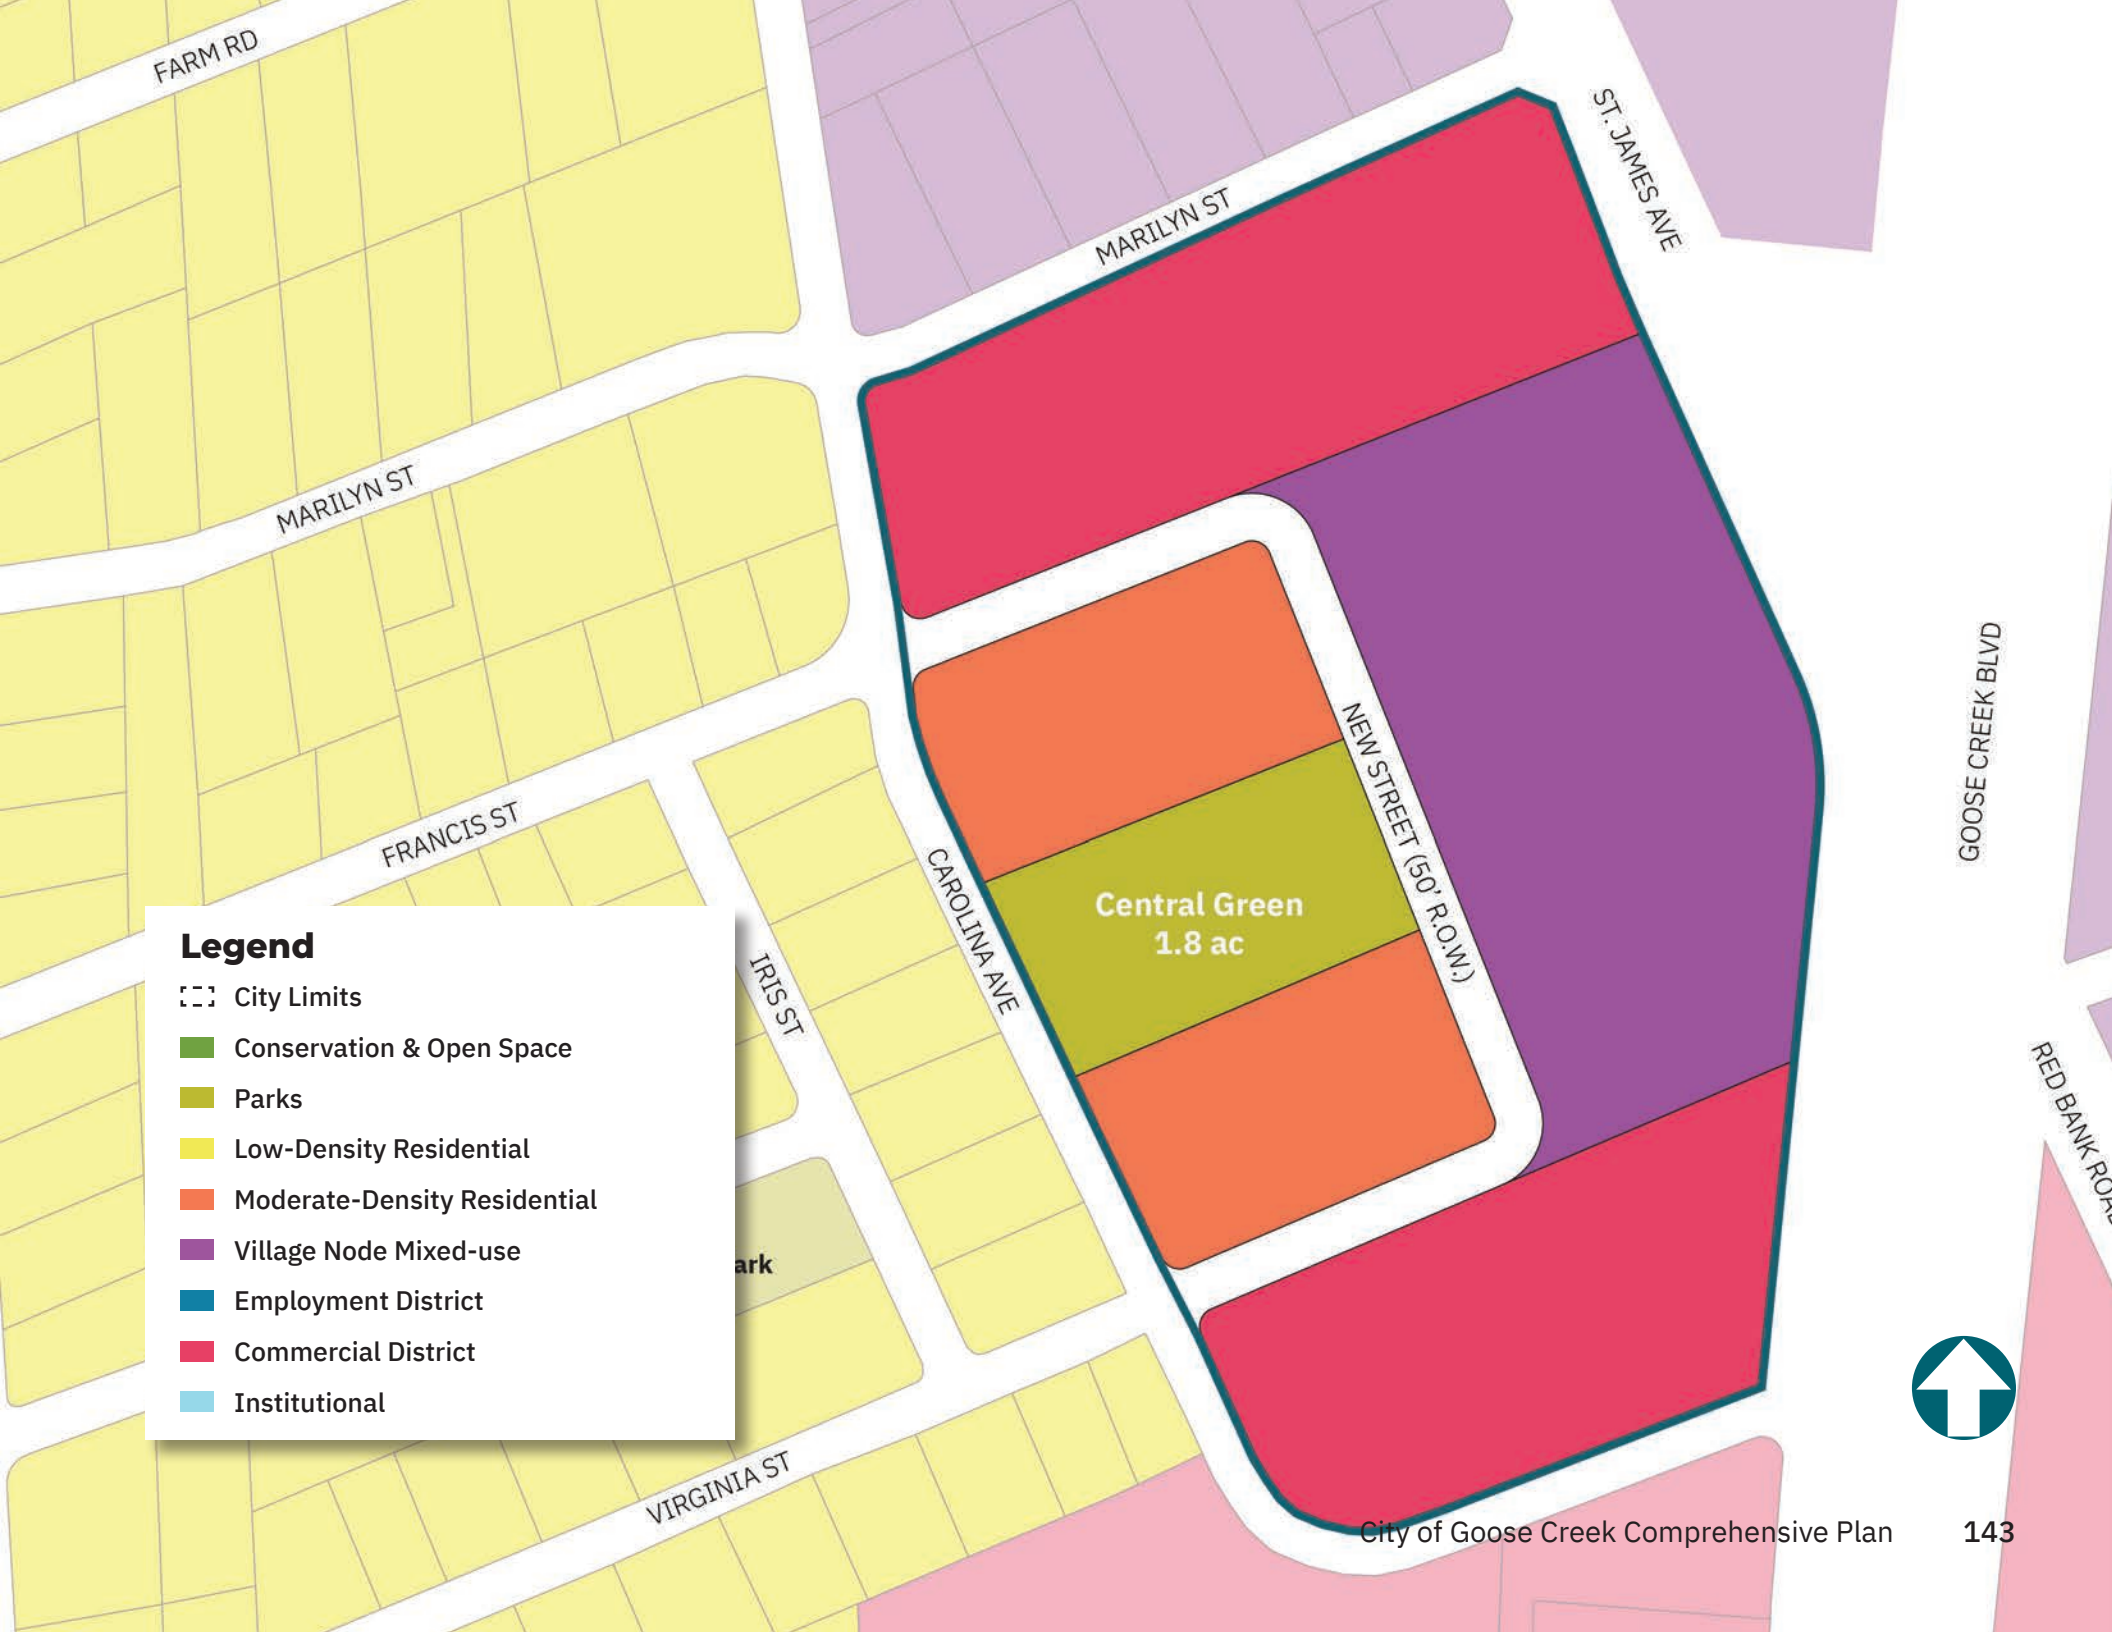 FARM RD
ST. JAMES AVE
MARILYN ST
MARILYN ST
GOOSE CREEK BLVD
NEW STREET (50' R.O.W.)
FRANCIS ST
CAROLINA AVE
Central Green
1.8 ac
IRIS ST
RED BANK ROAD
Legend
City Limits
Conservation & Open Space
Parks
Low-Density Residential
Moderate-Density Residential
Village Node Mixed-use
Employment District
Commercial District
Institutional
ark
VIRGINIA ST
City of Goose Creek Comprehensive Plan 143